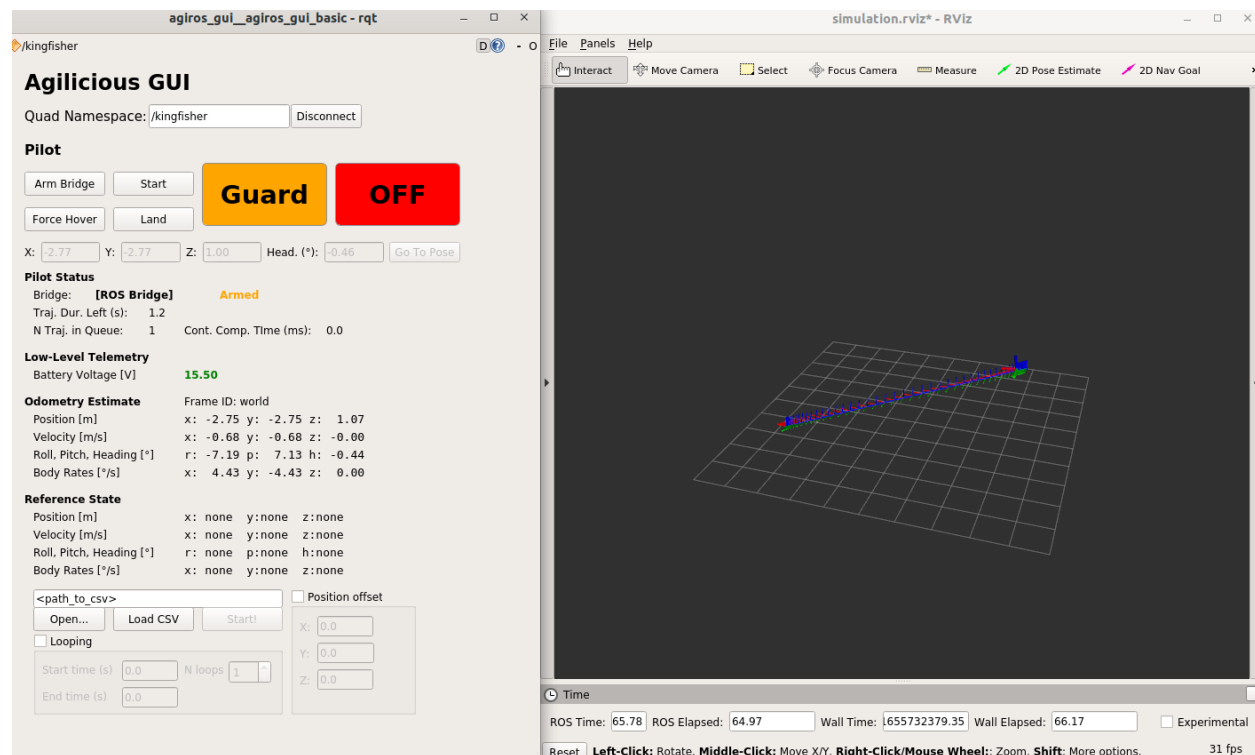 agiros_gui__agiros_gui_basic - rqt
/kingfisher
D
- O
Agilicious GUI
Quad Namespace: /kingfisher Disconnect
Pilot
Arm Bridge Start Guard OFF
Force Hover Land
X: -2.77 Y: -2.77 Z: 1.00 Head. (°): -0.46 Go To Pose
Pilot Status
Bridge: [ROS Bridge] Armed
Traj. Dur. Left (s): 1.2
N Traj. in Queue: 1 Cont. Comp. TIme (ms): 0.0
Low-Level Telemetry
Battery Voltage [V] 15.50
Odometry Estimate Frame ID: world
Position [m] x: -2.75 y: -2.75 z: 1.07
Velocity [m/s] x: -0.68 y: -0.68 z: -0.00
Roll, Pitch, Heading [°] r: -7.19 p: 7.13 h: -0.44
Body Rates [°/s] x: 4.43 y: -4.43 z: 0.00
Reference State
Position [m] x: none y:none z:none
Velocity [m/s] x: none y:none z:none
Roll, Pitch, Heading [°] r: none p:none h:none
Body Rates [°/s] x: none y:none z:none
<path_to_csv> Position offset
Open... Load CSV Start! X: 0.0
Looping
Y: 0.0
Start time (s) 0.0 N loops 1 Z: 0.0
End time (s) 0.0
simulation.rviz* - RViz
File Panels Help
Interact Move Camera Select Focus Camera Measure 2D Pose Estimate 2D Nav Goal
Time
ROS Time: 65.78 ROS Elapsed: 64.97 Wall Time: 1655732379.35 Wall Elapsed: 66.17 Experimental
Reset Left-Click: Rotate. Middle-Click: Move X/Y. Right-Click/Mouse Wheel:: Zoom. Shift: More options. 31 fps